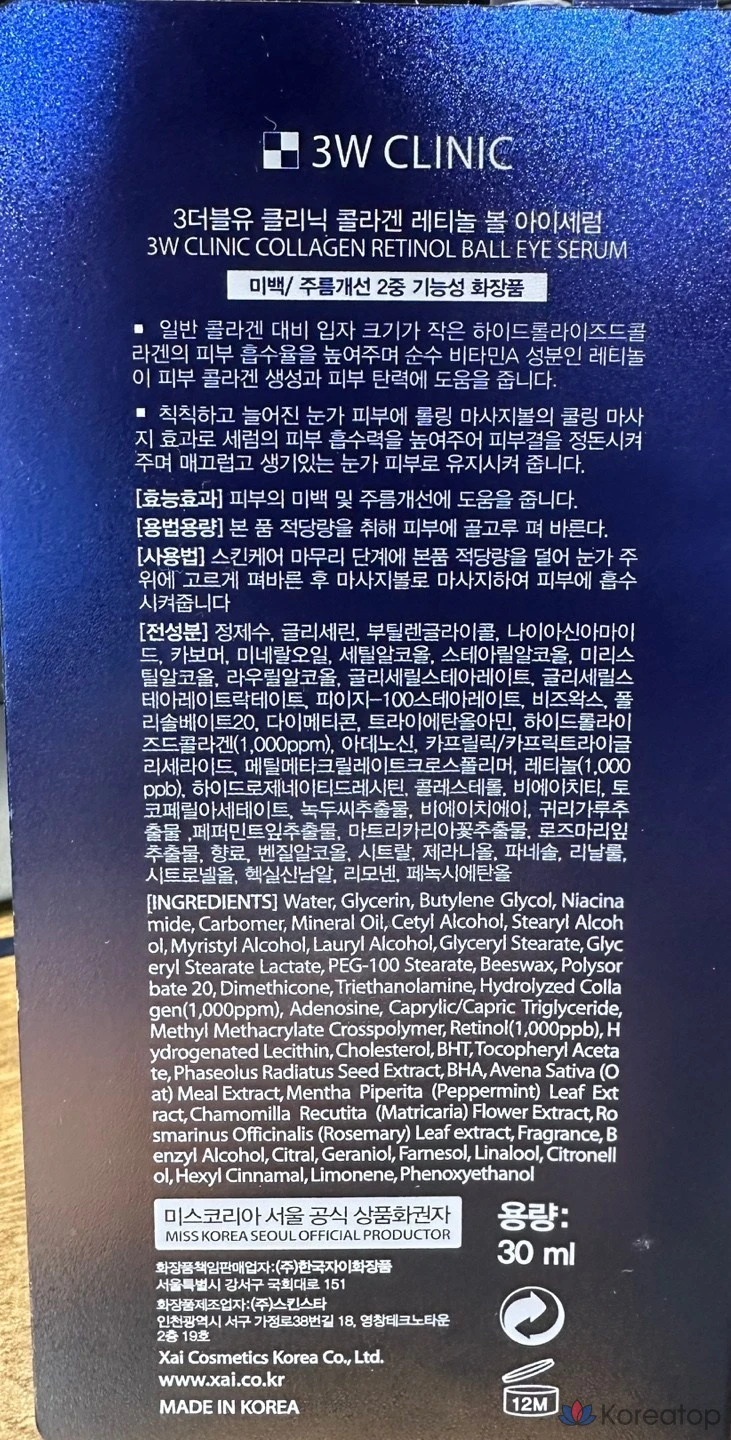 3W CLINIC
3더블유 클리닉 콜라겐 레티놀 볼 아이세럼
3W CLINIC COLLAGEN RETINOL BALL EYE SERUM
미백/ 주름개선 2중 기능성 화장품
▪ 일반 콜라겐 대비 입자 크기가 작은 하이드롤라이즈드콜
라겐의 피부 흡수율을 높여주며 순수 비타민A 성분인 레티놀
이 피부 콜라겐 생성과 피부 탄력에 도움을 줍니다.
▪ 칙칙하고 늘어진 눈가 피부에 롤링 마사지볼의 쿨링 마사
지 효과로 세럼의 피부 흡수력을 높여주어 피부결을 정돈시켜
주며 매끄럽고 생기있는 눈가 피부로 유지시켜 줍니다.
[효능효과] 피부의 미백 및 주름개선에 도움을 줍니다.
[용법용량] 본 품 적당량을 취해 피부에 골고루 펴 바른다.
[사용법] 스킨케어 마무리 단계에 본품 적당량을 덜어 눈가 주
위에 고르게 펴바른 후 마사지볼로 마사지하여 피부에 흡수
시켜줍니다
[전성분] 정제수, 글리세린, 부틸렌글라이콜, 나이아신아마이
드, 카보머, 미네랄오일, 세틸알코올, 스테아릴알코올, 미리스
틸알코올, 라우릴알코올, 글리세릴스테아레이트, 글리세릴스
테아레이트락테이트, 피이지-100스테아레이트, 비즈왁스, 폴
리솔베이트20, 다이메티콘, 트라이에탄올아민, 하이드롤라이
즈드콜라겐(1,000ppm), 아데노신, 카프릴릭/카프릭트라이글
리세라이드, 메틸메타크릴레이트크로스폴리머, 레티놀(1,000
ppb), 하이드로제네이티드레시틴, 콜레스테롤, 비에이치티, 토
코페릴아세테이트, 녹두씨추출물, 비에이치에이, 귀리가루추
출물 ,페퍼민트잎추출물, 마트리카리아꽃추출물, 로즈마리잎
추출물, 향료, 벤질알코올, 시트랄, 제라니올, 파네솔, 리날룰,
시트로넬올, 헥실신남알, 리모넨, 페녹시에탄올
[INGREDIENTS] Water, Glycerin, Butylene Glycol, Niacina
mide, Carbomer, Mineral Oil, Cetyl Alcohol, Stearyl Alcoh
ol, Myristyl Alcohol, Lauryl Alcohol, Glyceryl Stearate, Glyc
eryl Stearate Lactate, PEG-100 Stearate, Beeswax, Polysor
bate 20, Dimethicone, Triethanolamine, Hydrolyzed Colla
gen(1,000ppm), Adenosine, Caprylic/Capric Triglyceride,
Methyl Methacrylate Crosspolymer, Retinol(1,000ppb), H
ydrogenated Lecithin, Cholesterol, BHT, Tocopheryl Aceta
te, Phaseolus Radiatus Seed Extract, BHA, Avena Sativa (O
at) Meal Extract, Mentha Piperita (Peppermint) Leaf Ext
ract, Chamomilla Recutita (Matricaria) Flower Extract, Ro
smarinus Officinalis (Rosemary) Leaf extract, Fragrance, B
enzyl Alcohol, Citral, Geraniol, Farnesol, Linalool, Citronell
ol, Hexyl Cinnamal, Limonene, Phenoxyethanol
미스코리아 서울 공식 상품화권자
MISS KOREA SEOUL OFFICIAL PRODUCTOR
용량:
30 ml
화장품책임판매업자:(주)한국자이화장품
서울특별시 강서구 국회대로 151
화장품제조업자:(주)스킨스타
인천광역시 서구 가정로38번길 18, 영창테크노타운
2층 19호
Xai Cosmetics Korea Co., Ltd.
www.xai.co.kr
MADE IN KOREA
12M
Koreatop